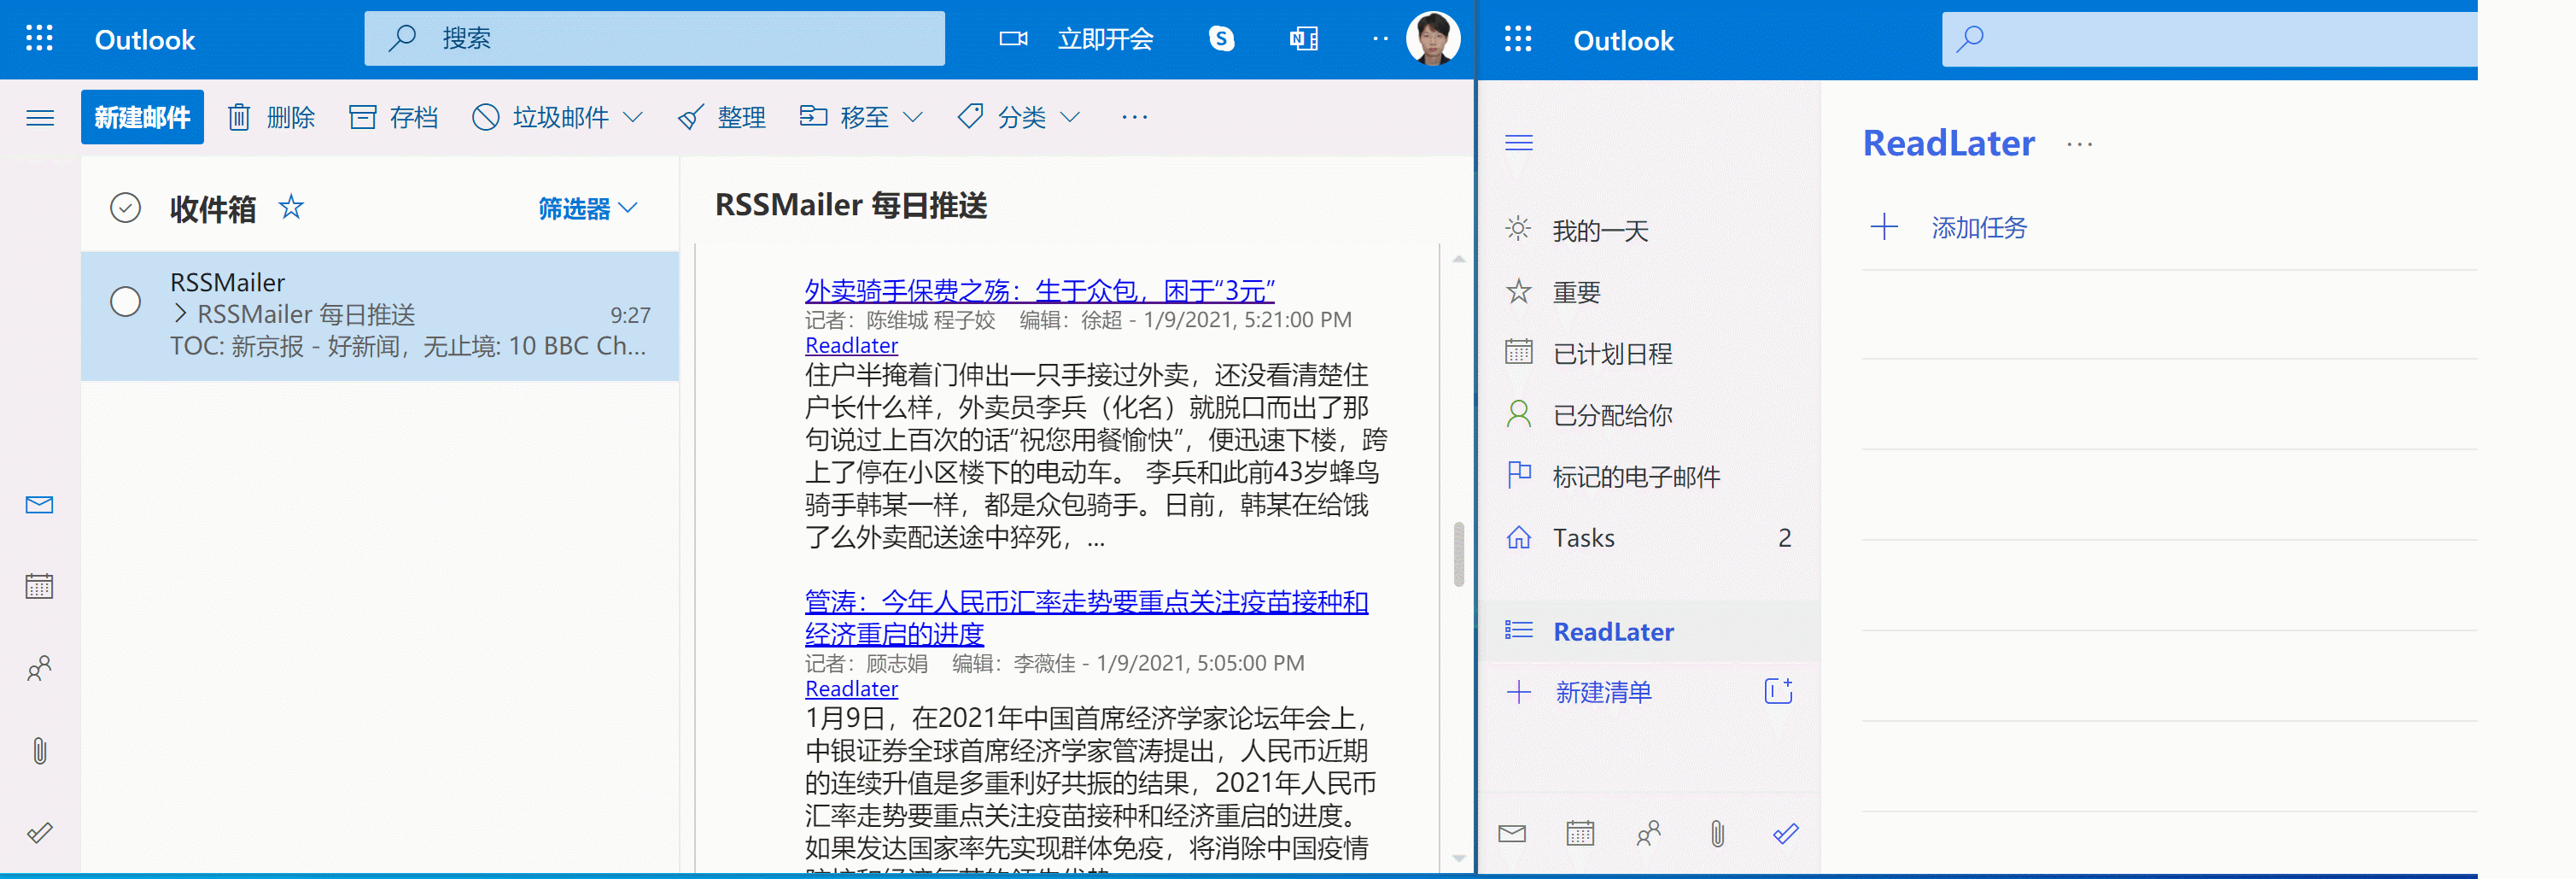 Outlook
搜索
立即开会
新建邮件
删除
存档
垃圾邮件
整理
移至
分类
收件箱
筛选器
RSSMailer
RSSMailer 每日推送
9:27
TOC: 新京报 - 好新闻，无止境: 10 BBC Ch...
RSSMailer 每日推送
外卖骑手保费之殇：生于众包，困于“3元”
记者：陈维城 程子姣 编辑：徐超 - 1/9/2021, 5:21:00 PM
Readlater
住户半掩着门伸出一只手接过外卖，还没看清楚住
户长什么样，外卖员李兵（化名）就脱口而出了那
句说过上百次的话“祝您用餐愉快”，便迅速下楼，跨
上了停在小区楼下的电动车。 李兵和此前43岁蜂鸟
骑手韩某一样，都是众包骑手。日前，韩某在给饿
了么外卖配送途中猝死，...
管涛：今年人民币汇率走势要重点关注疫苗接种和
经济重启的进度
记者：顾志娟 编辑：李薇佳 - 1/9/2021, 5:05:00 PM
Readlater
1月9日，在2021年中国首席经济学家论坛年会上，
中银证券全球首席经济学家管涛提出，人民币近期
的连续升值是多重利好共振的结果，2021年人民币
汇率走势要重点关注疫苗接种和经济重启的进度。
如果发达国家率先实现群体免疫，将消除中国疫情
Outlook
我的一天
重要
已计划日程
已分配给你
标记的电子邮件
Tasks
2
ReadLater
新建清单
ReadLater
添加任务